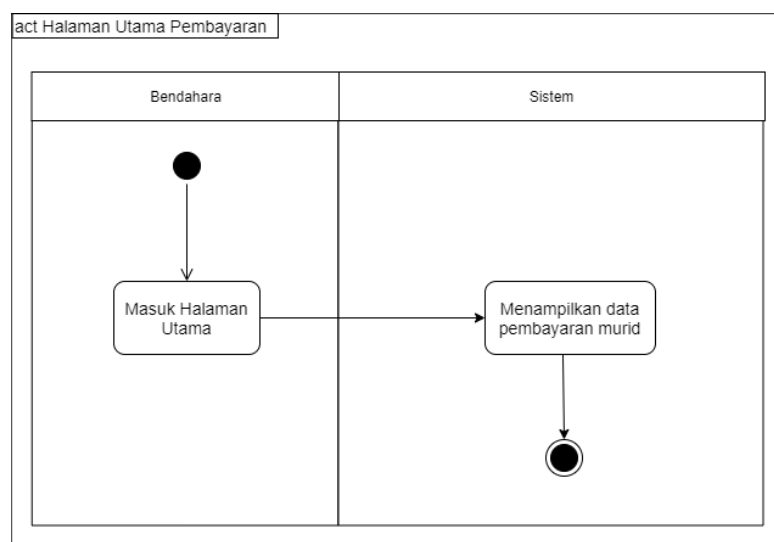 act Halaman Utama Pembayaran
Bendahara
Sistem
Masuk Halaman
Utama
Menampilkan data
pembayaran murid